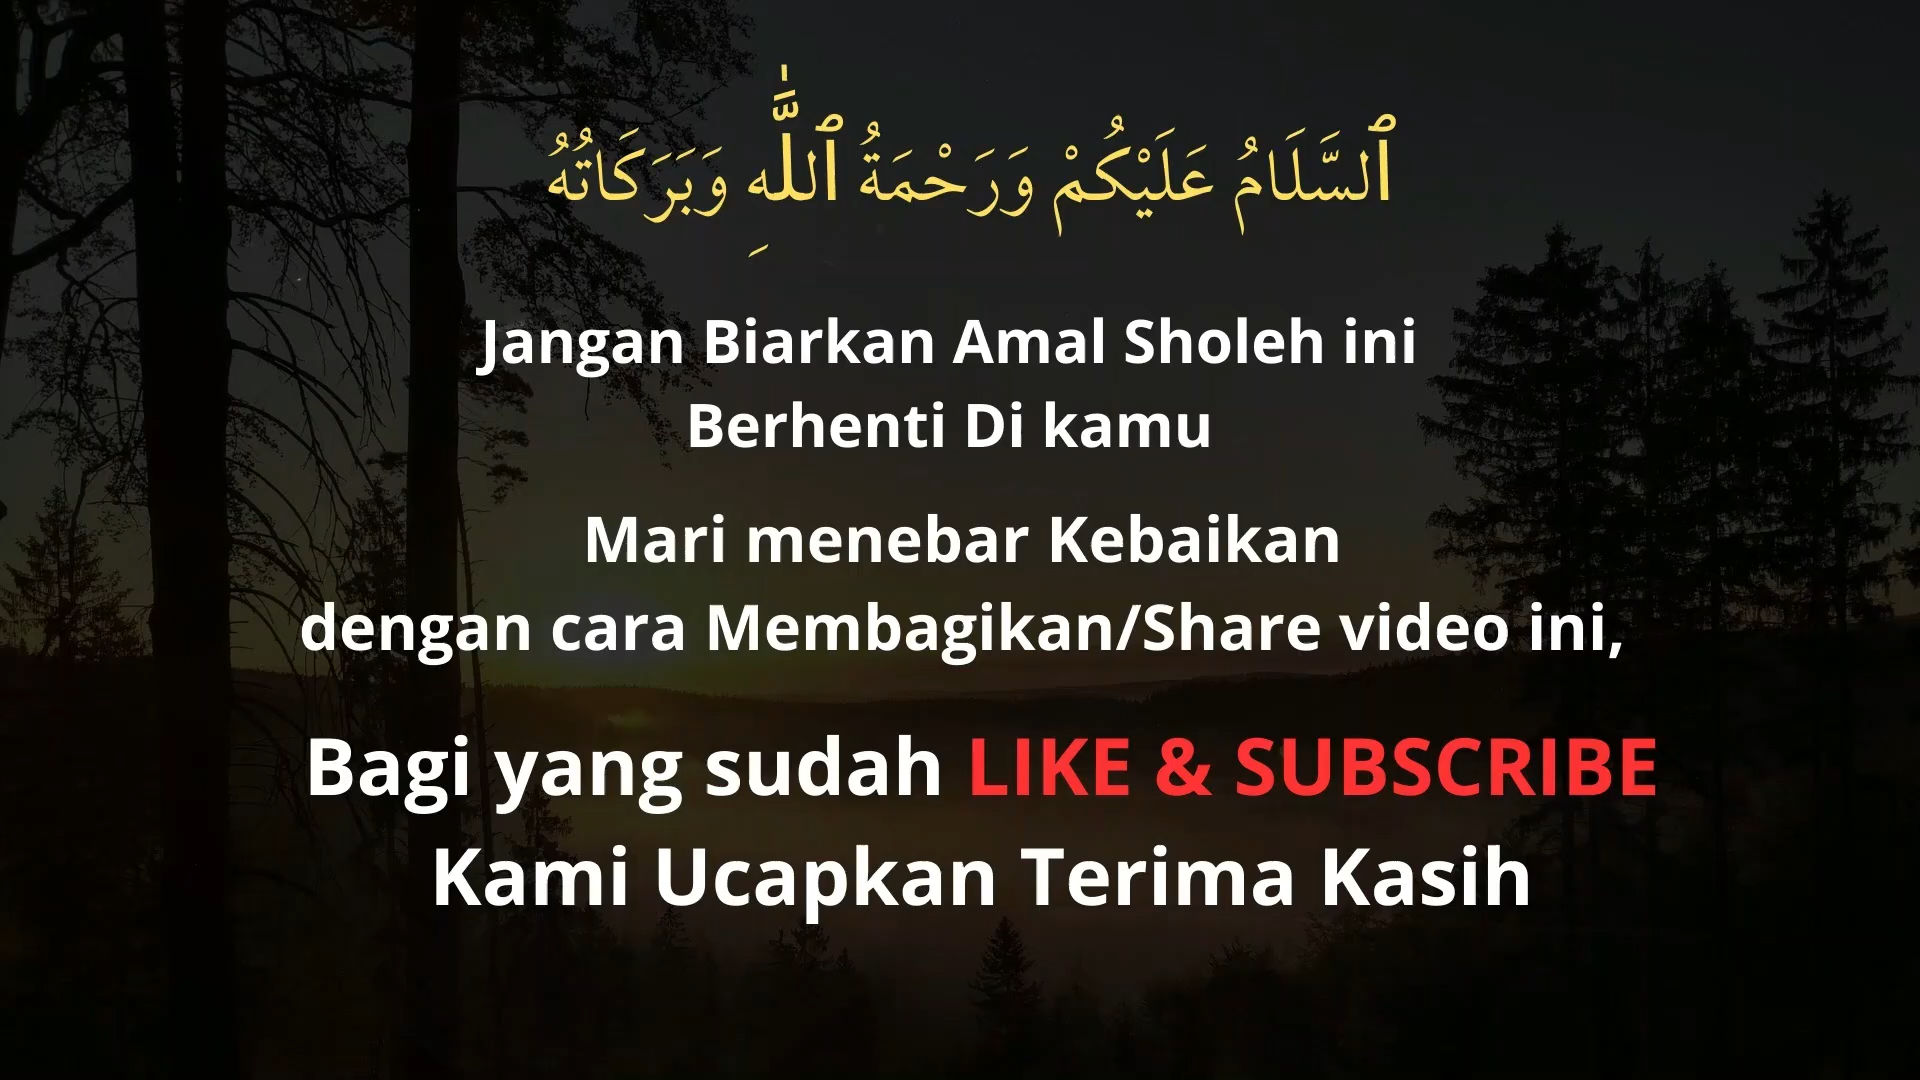 ٱلسَّلَامُ عَلَيْكُمْ وَرَحْمَةُ ٱللَّٰهِ وَبَرَكَاتُهُ
Jangan Biarkan Amal Sholeh ini
Berhenti Di kamu
Mari menebar Kebaikan
dengan cara Membagikan/Share video ini,
Bagi yang sudah LIKE & SUBSCRIBE
Kami Ucapkan Terima Kasih